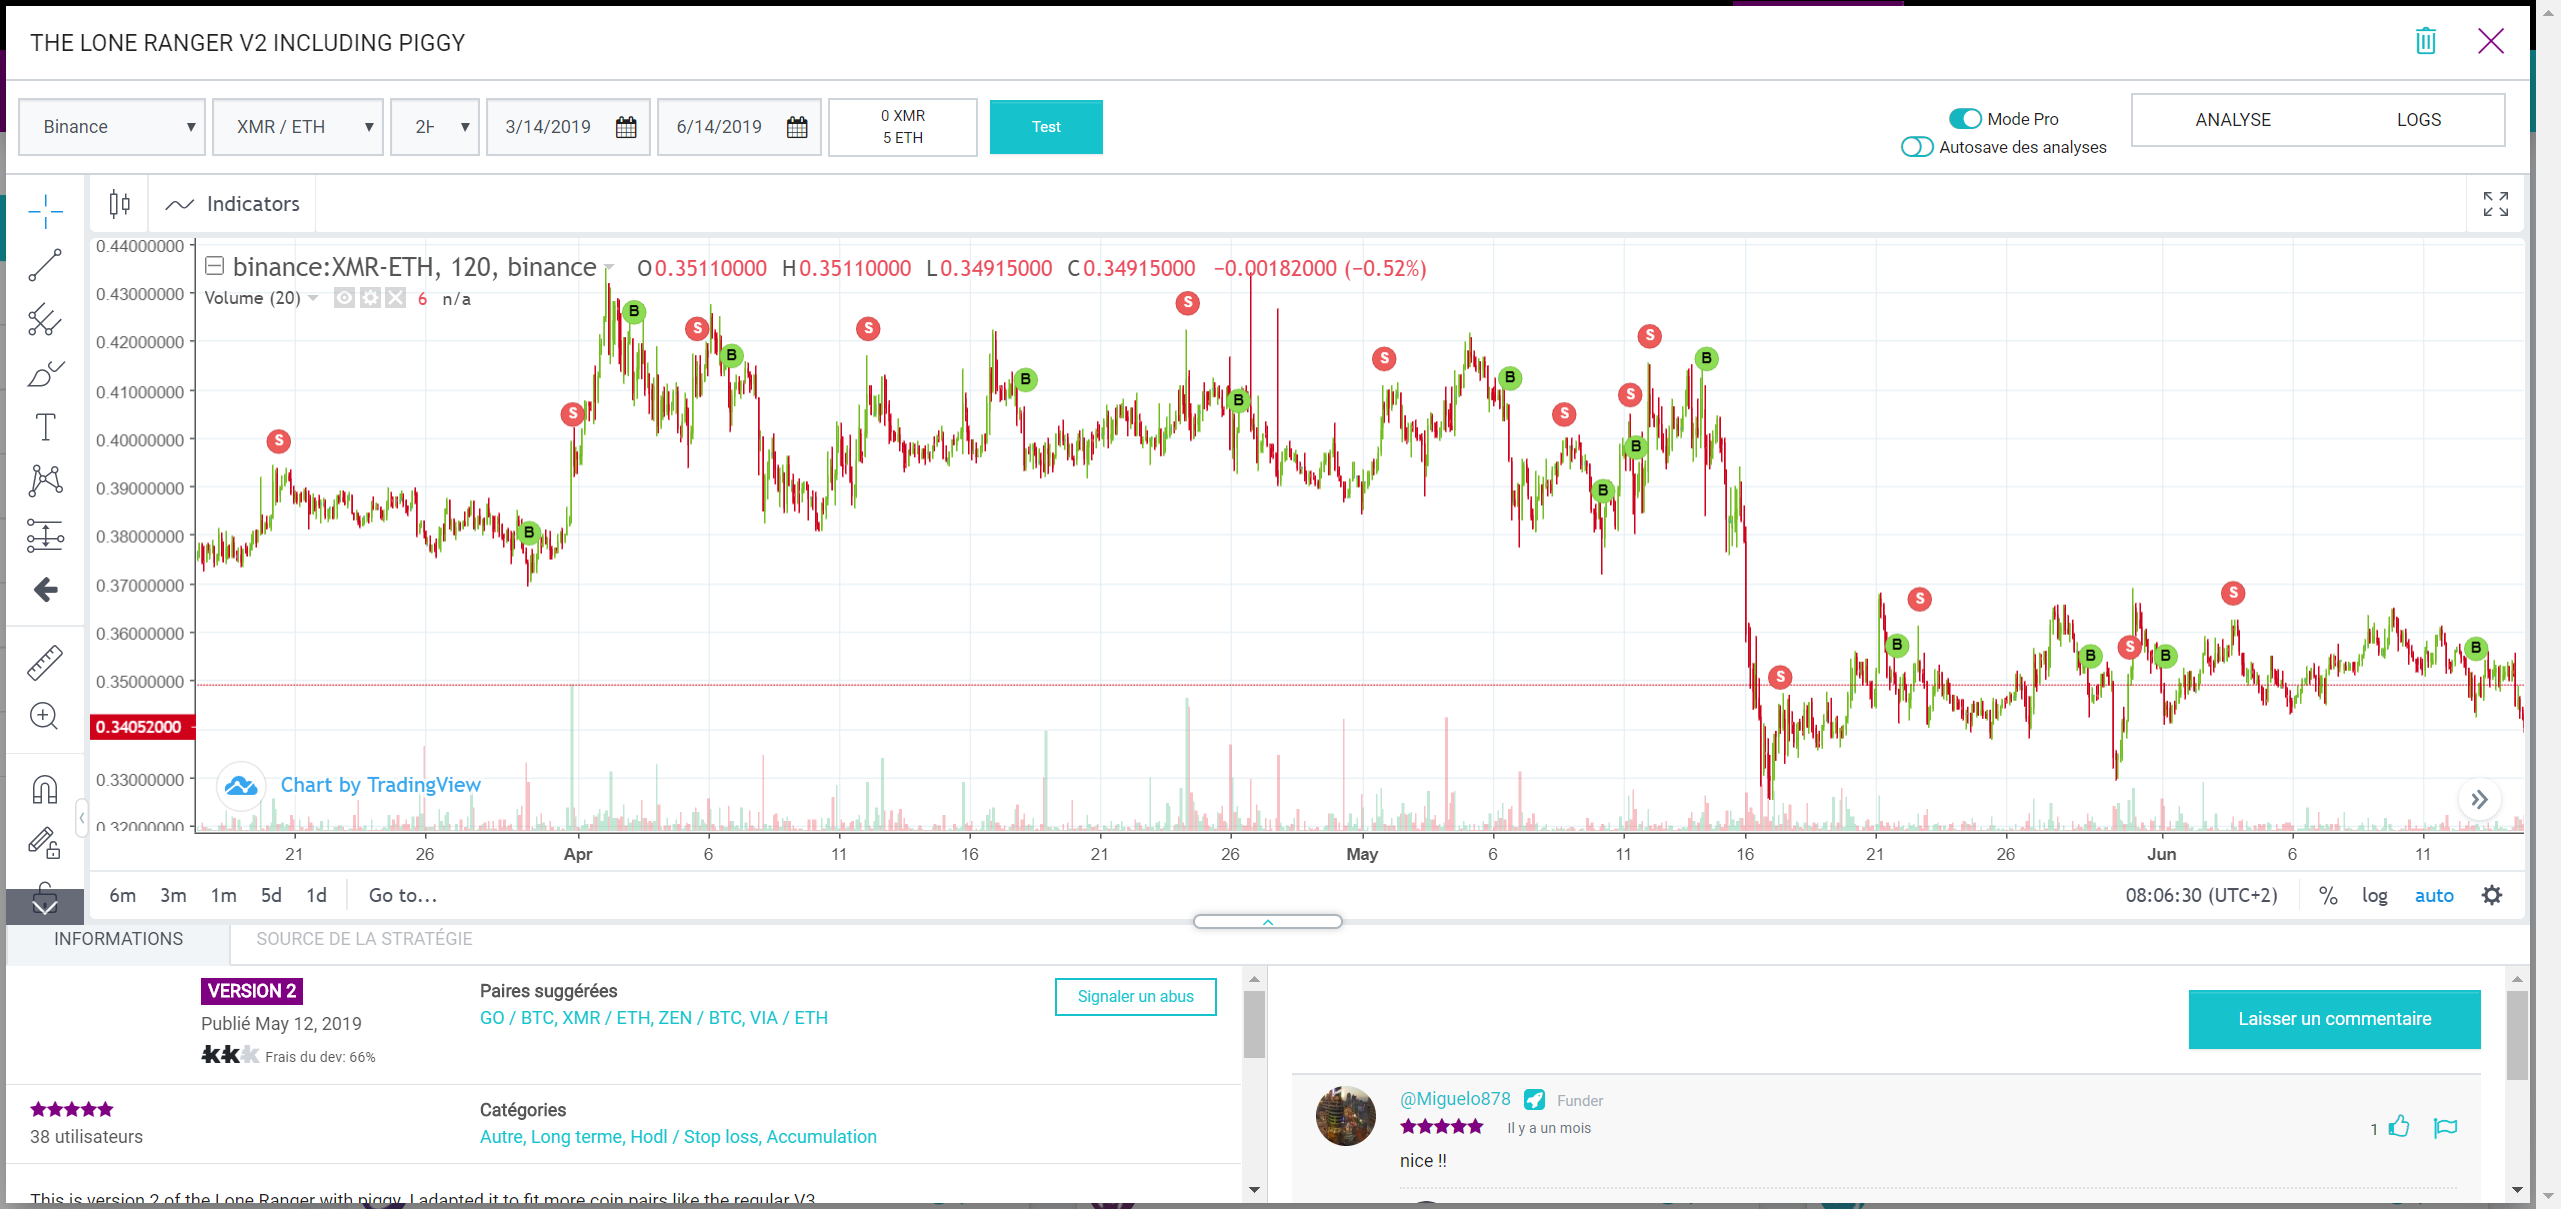 THE LONE RANGER V2 INCLUDING PIGGY
Binance
XMR / ETH
2H
3/14/2019
6/14/2019
0 XMR
5 ETH
Test
Mode Pro
Autosave des analyses
ANALYSE
LOGS
Indicators
binance:XMR-ETH, 120, binance
O 0.35110000 H 0.35110000 L 0.34915000 C 0.34915000 −0.00182000 (−0.52%)
Volume (20)
6 n/a
0.44000000
0.43000000
0.42000000
0.41000000
0.40000000
0.39000000
0.38000000
0.37000000
0.36000000
0.35000000
0.34052000
0.33000000
0.32000000
S
B
S
B
S
B
S
B
S
B
S
B
S
B
S
B
S
B
S
B
S
B
S
B
S
B
Chart by TradingView
21 26 Apr 6 11 16 21 26 May 6 11 16 21 26 Jun 6 11
6m 3m 1m 5d 1d Go to...
08:06:30 (UTC+2) % log auto
INFORMATIONS
SOURCE DE LA STRATÉGIE
VERSION 2
Publié May 12, 2019
Frais du dev: 66%
Paires suggérées
GO / BTC, XMR / ETH, ZEN / BTC, VIA / ETH
Signaler un abus
38 utilisateurs
Catégories
Autre, Long terme, Hodl / Stop loss, Accumulation
This is version 2 of the Lone Ranger with piggy. I adapted it to fit more coin pairs like the regular V3
Laisser un commentaire
@Miguelo878 Funder
Il y a un mois
1
nice !!